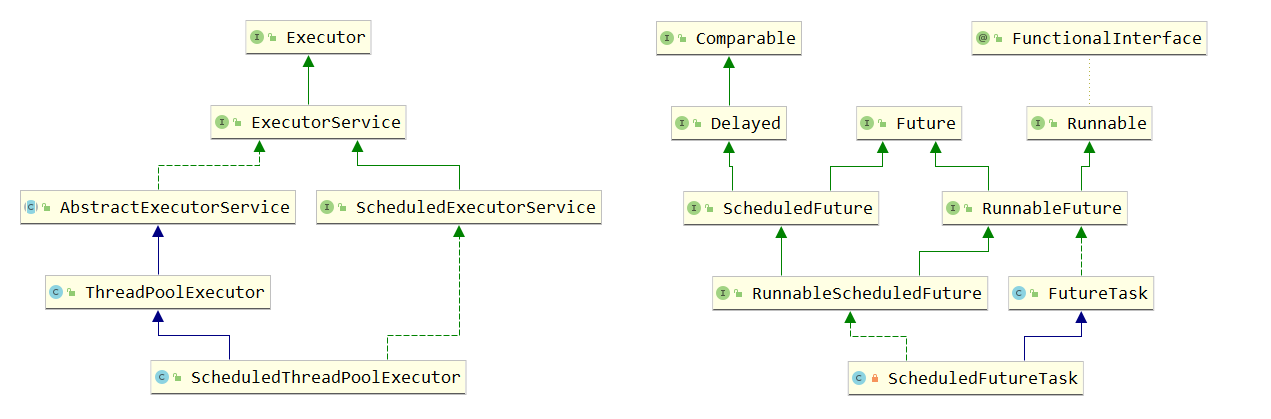 Executor
ExecutorService
AbstractExecutorService
ScheduledExecutorService
ThreadPoolExecutor
ScheduledThreadPoolExecutor
Comparable
FunctionalInterface
Delayed
Future
Runnable
ScheduledFuture
RunnableFuture
RunnableScheduledFuture
FutureTask
ScheduledFutureTask